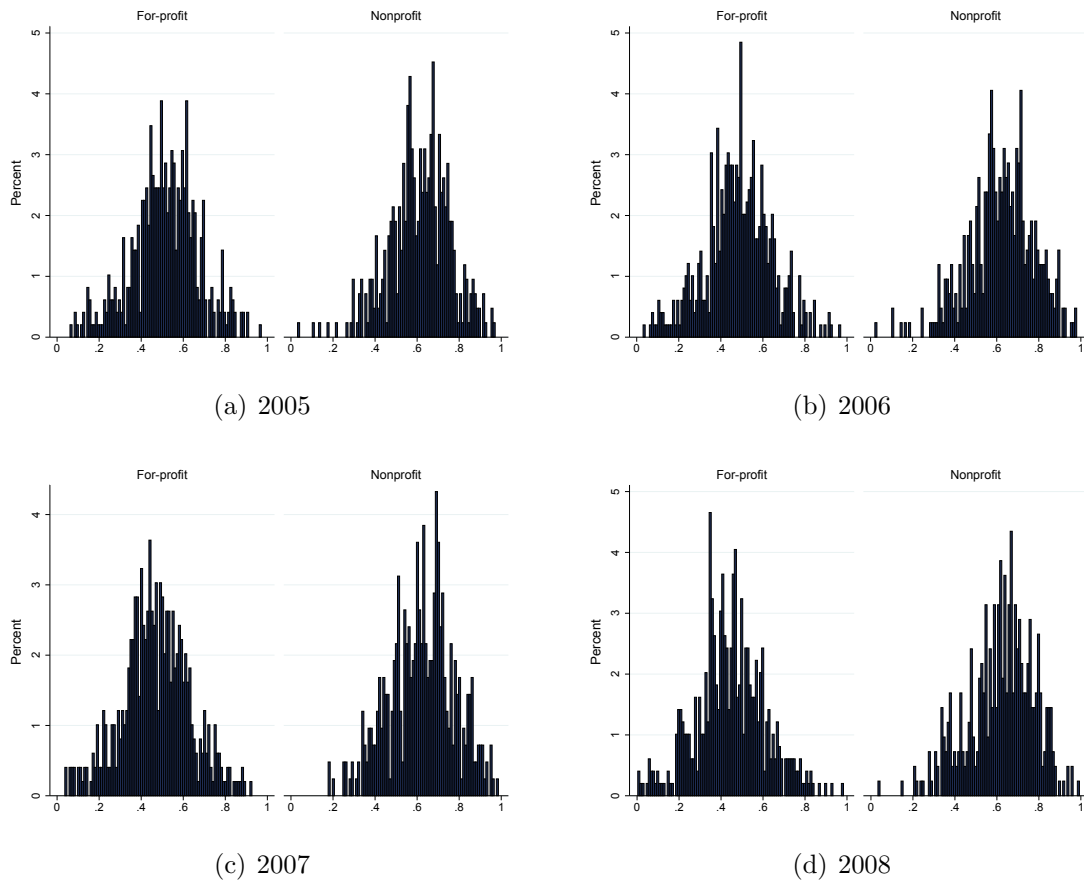 For-profit Nonprofit
Percent
5
4
3
2
1
0
0 .2 .4 .6 .8 1 0 .2 .4 .6 .8 1
(a) 2005
For-profit Nonprofit
Percent
5
4
3
2
1
0
0 .2 .4 .6 .8 1 0 .2 .4 .6 .8 1
(b) 2006
For-profit Nonprofit
Percent
4
3
2
1
0
0 .2 .4 .6 .8 1 0 .2 .4 .6 .8 1
(c) 2007
For-profit Nonprofit
Percent
5
4
3
2
1
0
0 .2 .4 .6 .8 1 0 .2 .4 .6 .8 1
(d) 2008